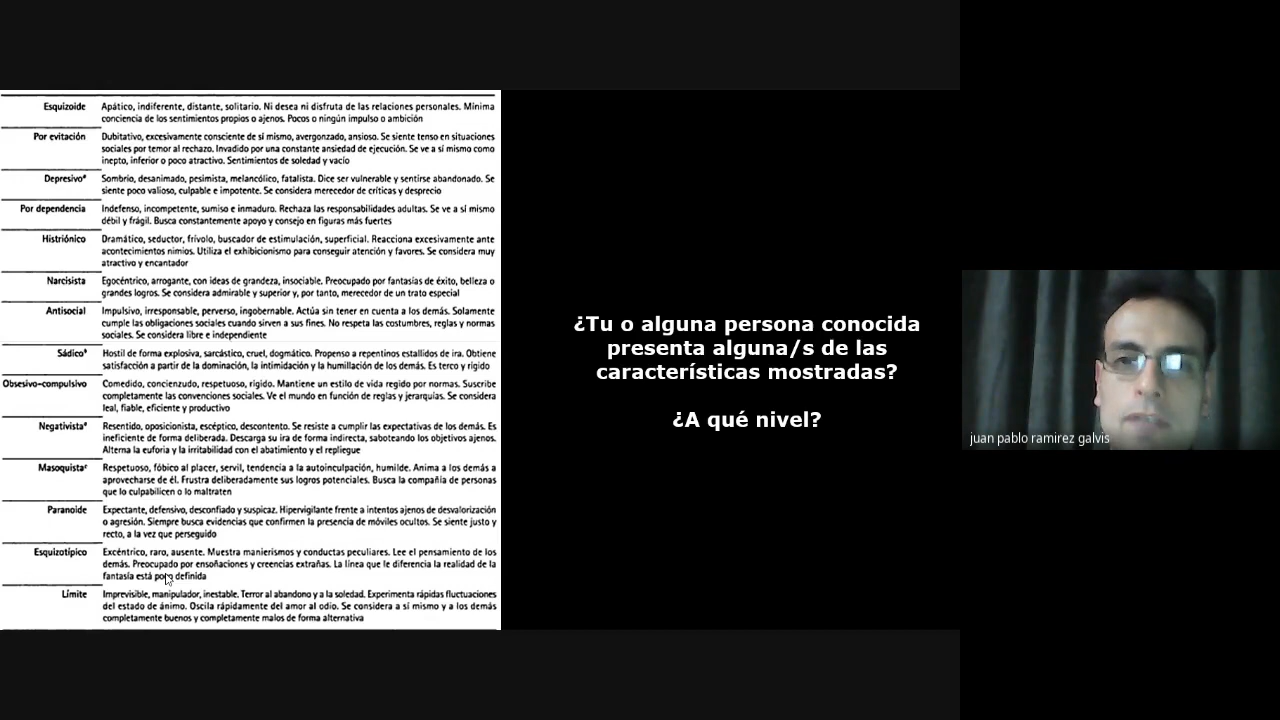 Esquizoide Apático, indiferente, distante, solitario. Ni desea ni disfruta de las relaciones personales. Mínima
conciencia de los sentimientos propios o ajenos. Pocos o ningún impulso o ambición
Por evitación Dubitativo, excesivamente consciente de sí mismo, avergonzado, ansioso. Se siente tenso en situaciones
sociales por temor al rechazo. Invadido por una constante ansiedad de ejecución. Se ve a sí mismo como
inepto, inferior o poco atractivo. Sentimientos de soledad y vacío
Depresivoª Sombrío, desanimado, pesimista, melancólico, fatalista. Dice ser vulnerable y sentirse abandonado. Se
siente poco valioso, culpable e impotente. Se considera merecedor de críticas y desprecio
Por dependencia Indefenso, incompetente, sumiso e inmaduro. Rechaza las responsabilidades adultas. Se ve a sí mismo
débil y frágil. Busca constantemente apoyo y consejo en figuras más fuertes
Histriónico Dramático, seductor, frívolo, buscador de estimulación, superficial. Reacciona excesivamente ante
acontecimientos nimios. Utiliza el exhibicionismo para conseguir atención y favores. Se considera muy
atractivo y encantador
Narcisista Egocéntrico, arrogante, con ideas de grandeza, insociable. Preocupado por fantasías de éxito, belleza o
grandes logros. Se considera admirable y superior y, por tanto, merecedor de un trato especial
Antisocial Impulsivo, irresponsable, perverso, ingobernable. Actúa sin tener en cuenta a los demás. Solamente
cumple las obligaciones sociales cuando sirven a sus fines. No respeta las costumbres, reglas y normas
sociales. Se considera libre e independiente
Sádicoᵇ Hostil de forma explosiva, sarcástico, cruel, dogmático. Propenso a repentinos estallidos de ira. Obtiene
satisfacción a partir de la dominación, la intimidación y la humillación de los demás. Es terco y rígido
Obsesivo-compulsivo Comedido, concienzudo, respetuoso, rígido. Mantiene un estilo de vida regido por normas. Suscribe
completamente las convenciones sociales. Ve el mundo en función de reglas y jerarquías. Se considera
leal, fiable, eficiente y productivo
Negativistaª Resentido, oposicionista, escéptico, descontento. Se resiste a cumplir las expectativas de los demás. Es
ineficiente de forma deliberada. Descarga su ira de forma indirecta, saboteando los objetivos ajenos.
Alterna la euforia y la irritabilidad con el abatimiento y el repliegue
Masoquistaᶜ Respetuoso, fóbico al placer, servil, tendencia a la autoinculpación, humilde. Anima a los demás a
aprovecharse de él. Frustra deliberadamente sus logros potenciales. Busca la compañía de personas
que lo culpabilicen o lo maltraten
Paranoide Expectante, defensivo, desconfiado y suspicaz. Hipervigilante frente a intentos ajenos de desvalorización
o agresión. Siempre busca evidencias que confirmen la presencia de móviles ocultos. Se siente justo y
recto, a la vez que perseguido
Esquizotípico Excéntrico, raro, ausente. Muestra manierismos y conductas peculiares. Lee el pensamiento de los
demás. Preocupado por ensoñaciones y creencias extrañas. La línea que le diferencia la realidad de la
fantasía está poco definida
Límite Imprevisible, manipulador, inestable. Terror al abandono y a la soledad. Experimenta rápidas fluctuaciones
del estado de ánimo. Oscila rápidamente del amor al odio. Se considera a sí mismo y a los demás
completamente buenos y completamente malos de forma alternativa
¿Tu o alguna persona conocida
presenta alguna/s de las
características mostradas?
¿A qué nivel?
juan pablo ramirez galvis